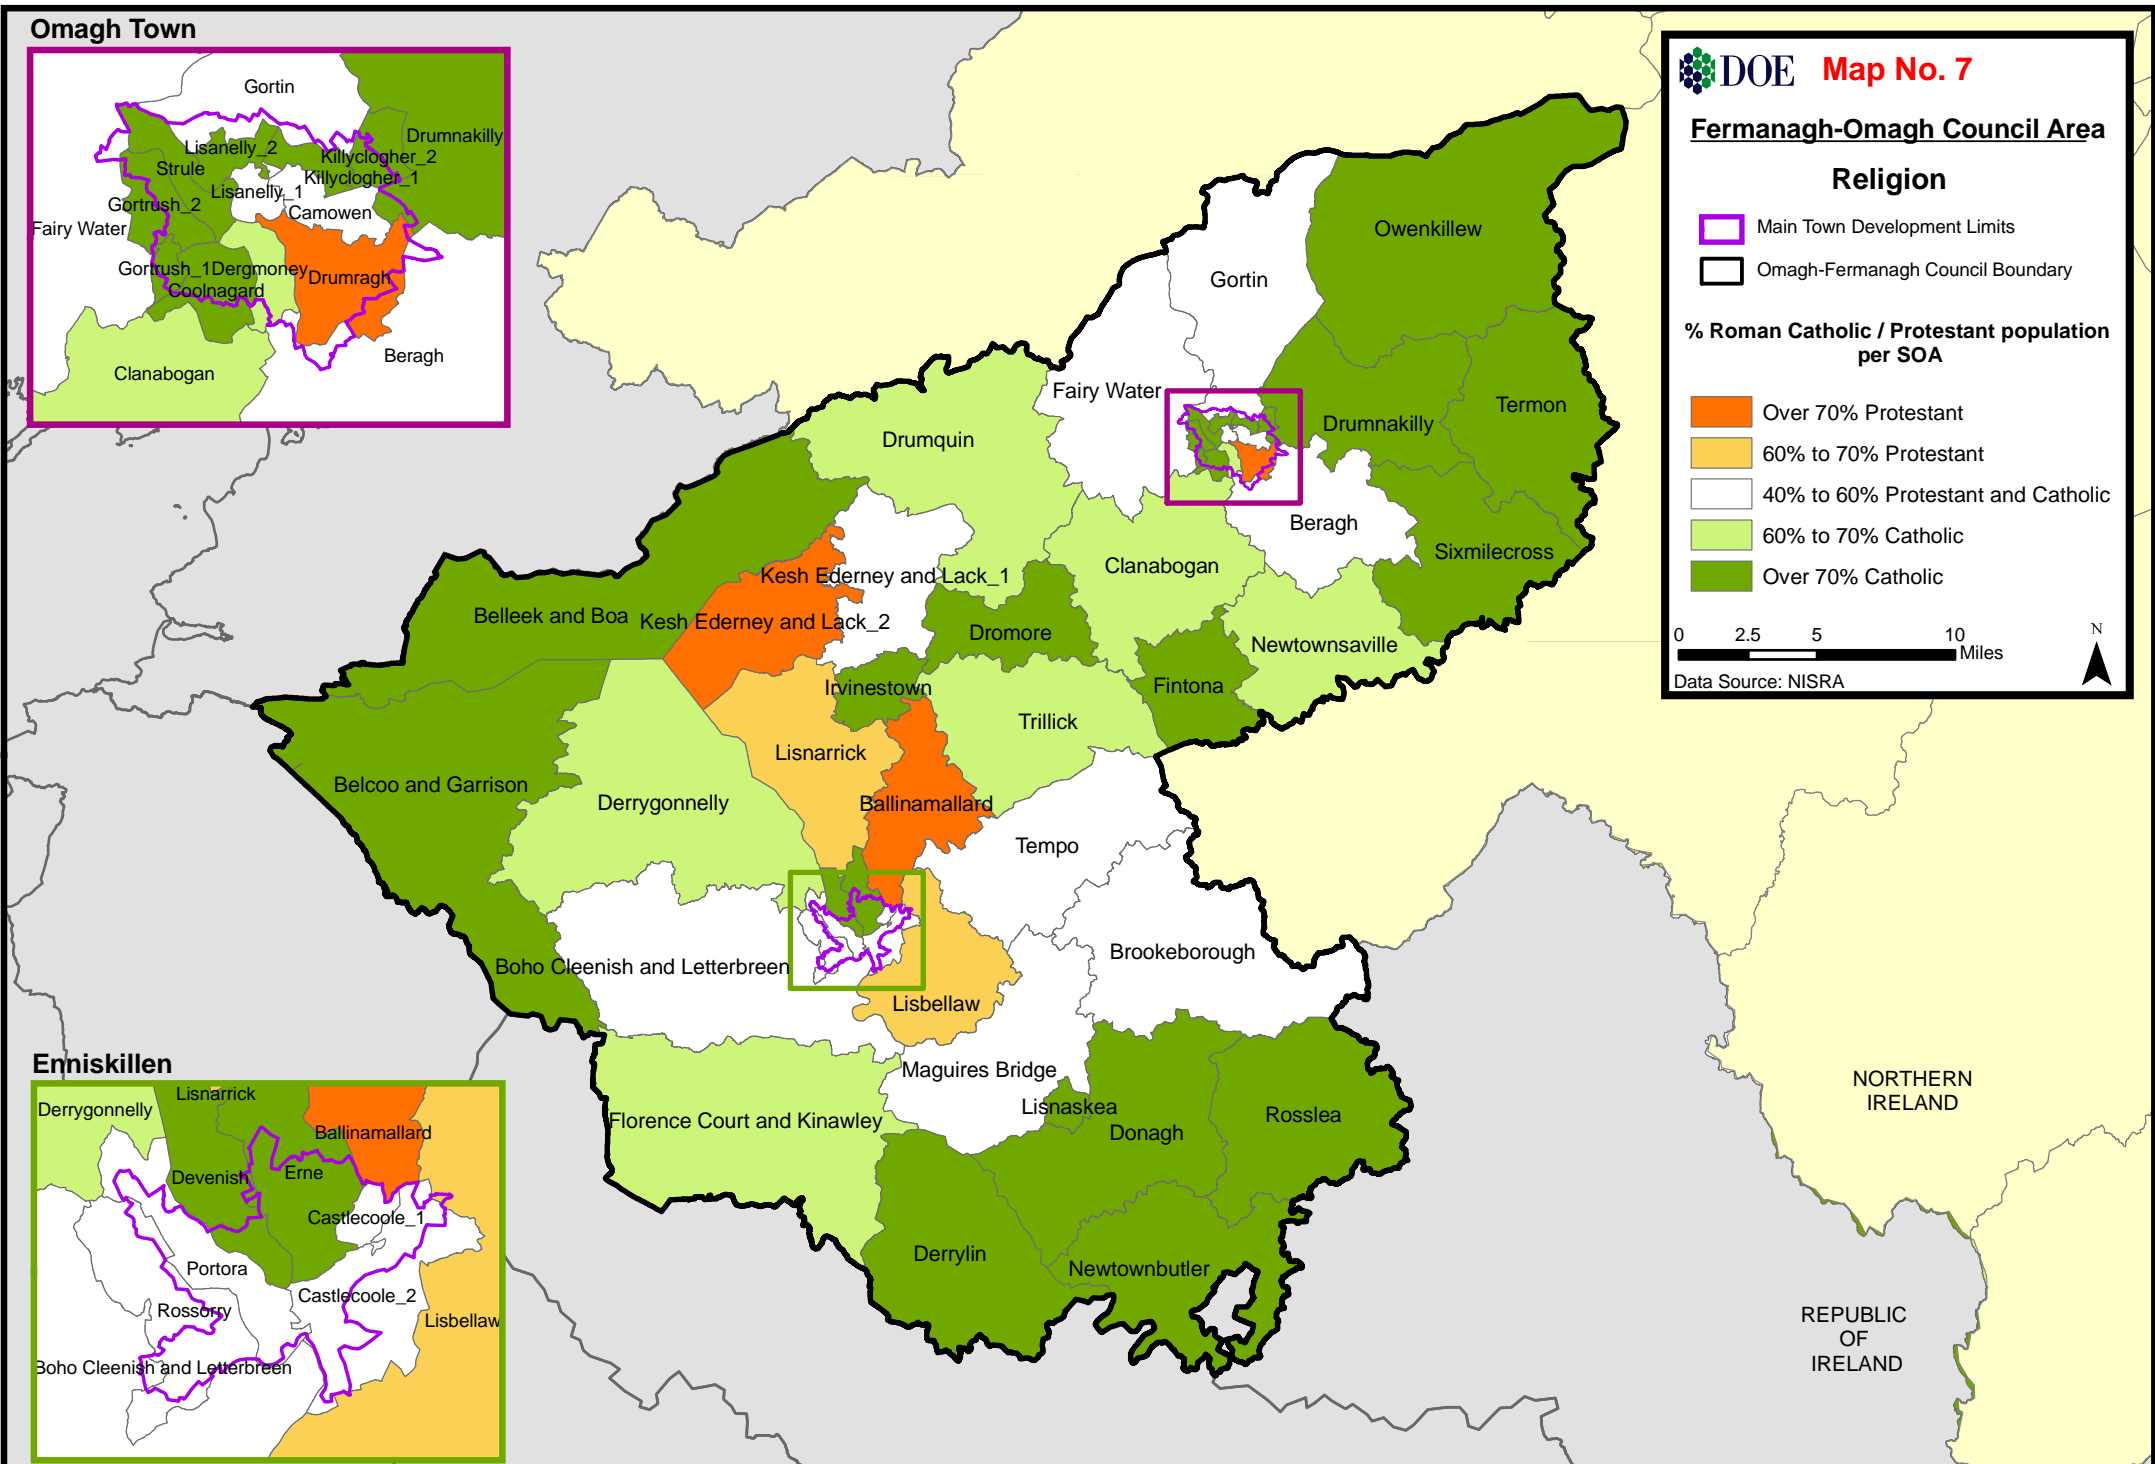 Omagh Town
Gortin
Drumnakilly
Lisanelly_2
Killyclogher_2
Strule
Killyclogher_1
Lisanelly_1
Gortrush_2
Camowen
Fairy Water
Gortrush_1
Dergmoney
Drumragh
Coolnagard
Beragh
Clanabogan
DOE
Map No. 7
Fermanagh-Omagh Council Area
Religion
Main Town Development Limits
Omagh-Fermanagh Council Boundary
% Roman Catholic / Protestant population
per SOA
Over 70% Protestant
60% to 70% Protestant
40% to 60% Protestant and Catholic
60% to 70% Catholic
Over 70% Catholic
0 2.5 5 10
Miles
N
Data Source: NISRA
Owenkillew
Gortin
Fairy Water
Termon
Drumnakilly
Drumquin
Beragh
Sixmilecross
Clanabogan
Kesh Ederney and Lack_1
Belleek and Boa
Kesh Ederney and Lack_2
Dromore
Newtownsaville
Irvinestown
Fintona
Trillick
Lisnarrick
Belcoo and Garrison
Derrygonnelly
Ballinamallard
Tempo
Brookeborough
Boho Cleenish and Letterbreen
Lisbellaw
Maguires Bridge
Lisnaskea
Florence Court and Kinawley
Donagh
Rosslea
Derrylin
Newtownbutler
NORTHERN
IRELAND
REPUBLIC
OF
IRELAND
Enniskillen
Lisnarrick
Derrygonnelly
Ballinamallard
Devenish
Erne
Castlecoole_1
Portora
Castlecoole_2
Rossorry
Lisbellaw
Boho Cleenish and Letterbreen